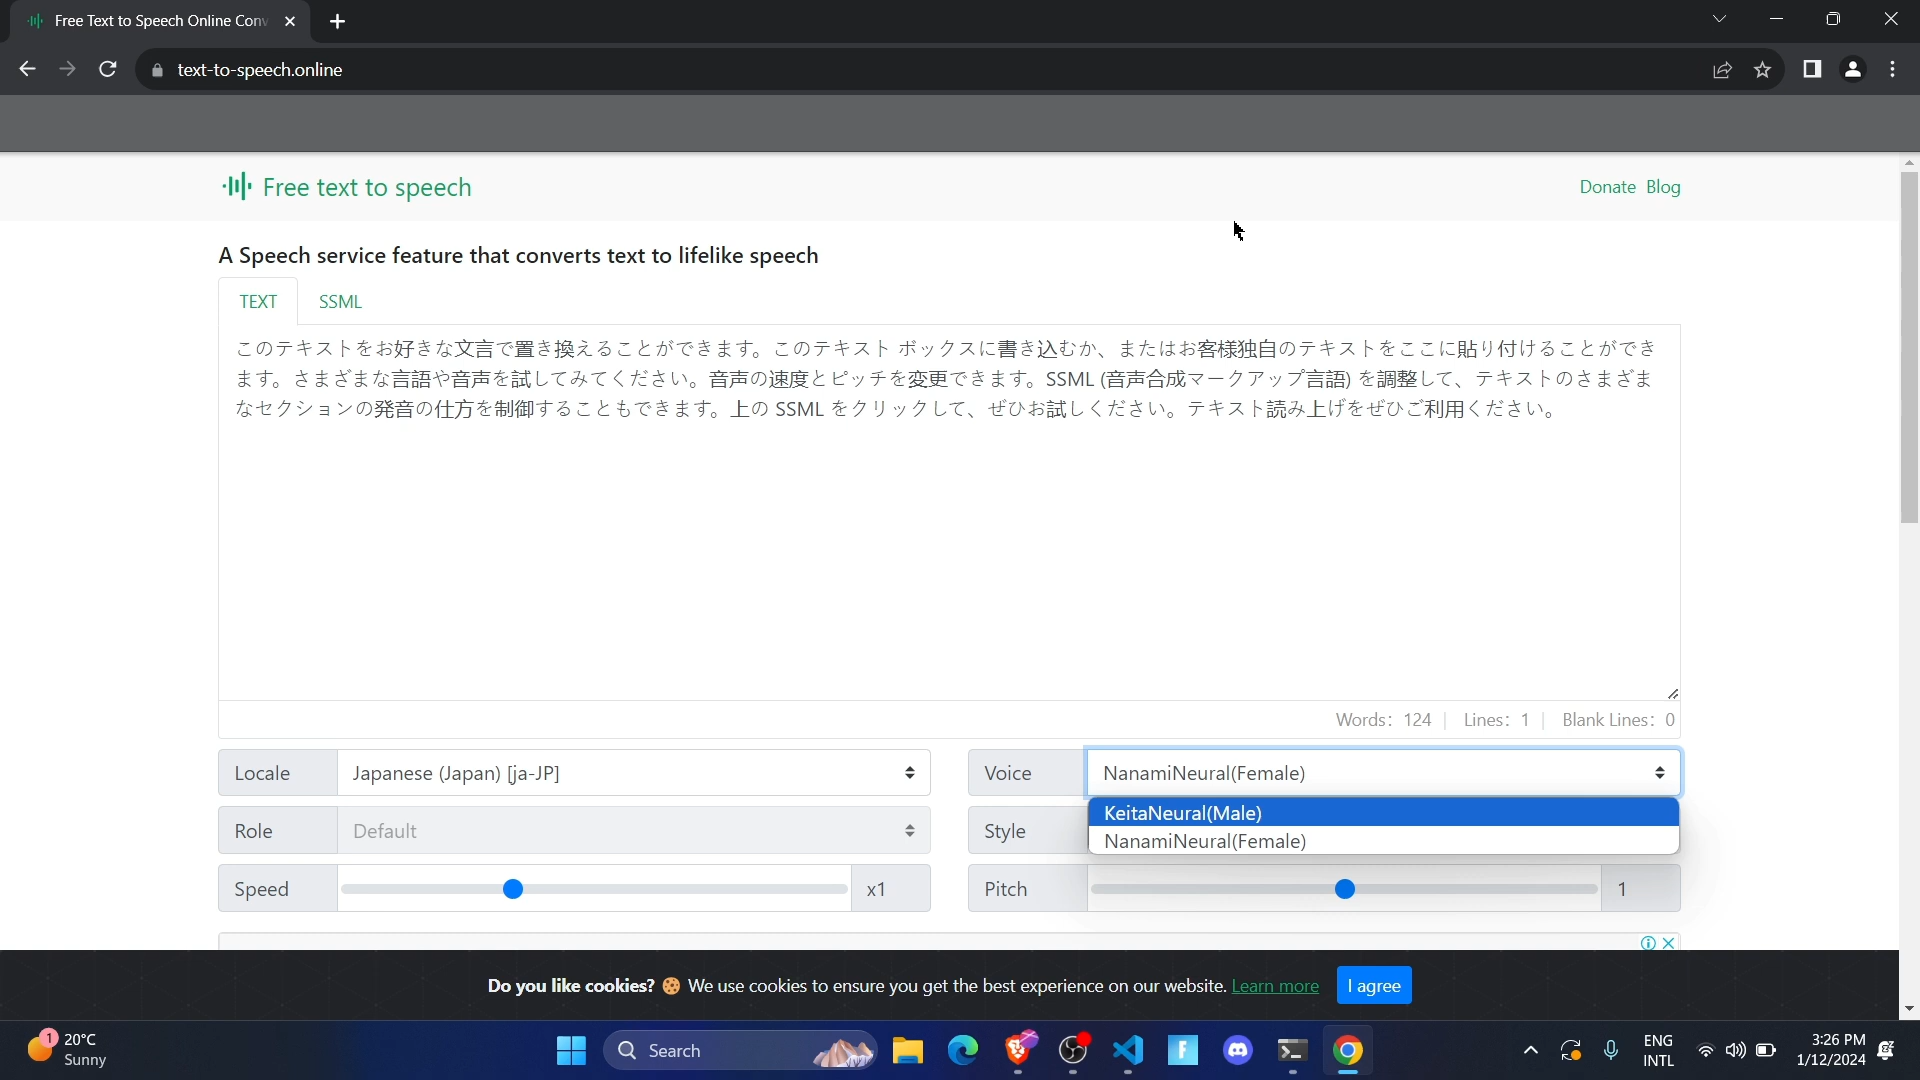 Free Text to Speech Online Conv
text-to-speech.online
Free text to speech
Donate Blog
A Speech service feature that converts text to lifelike speech
TEXT SSML
このテキストをお好きな文言で置き換えることができます。このテキスト ボックスに書き込むか、またはお客様独自のテキストをここに貼り付けることができ
ます。さまざまな言語や音声を試してみてください。音声の速度とピッチを変更できます。SSML (音声合成マークアップ言語) を調整して、テキストのさまざま
なセクションの発音の仕方を制御することもできます。上の SSML をクリックして、ぜひお試しください。テキスト読み上げをぜひご利用ください。
Words: 124 | Lines: 1 | Blank Lines: 0
Locale Japanese (Japan) [ja-JP] Voice NanamiNeural(Female)
KeitaNeural(Male)
Role Default Style NanamiNeural(Female)
Speed x1 Pitch 1
Do you like cookies? 🍪 We use cookies to ensure you get the best experience on our website. Learn more I agree
1 20°C
Sunny
Search
ENG
INTL
3:26 PM
1/12/2024